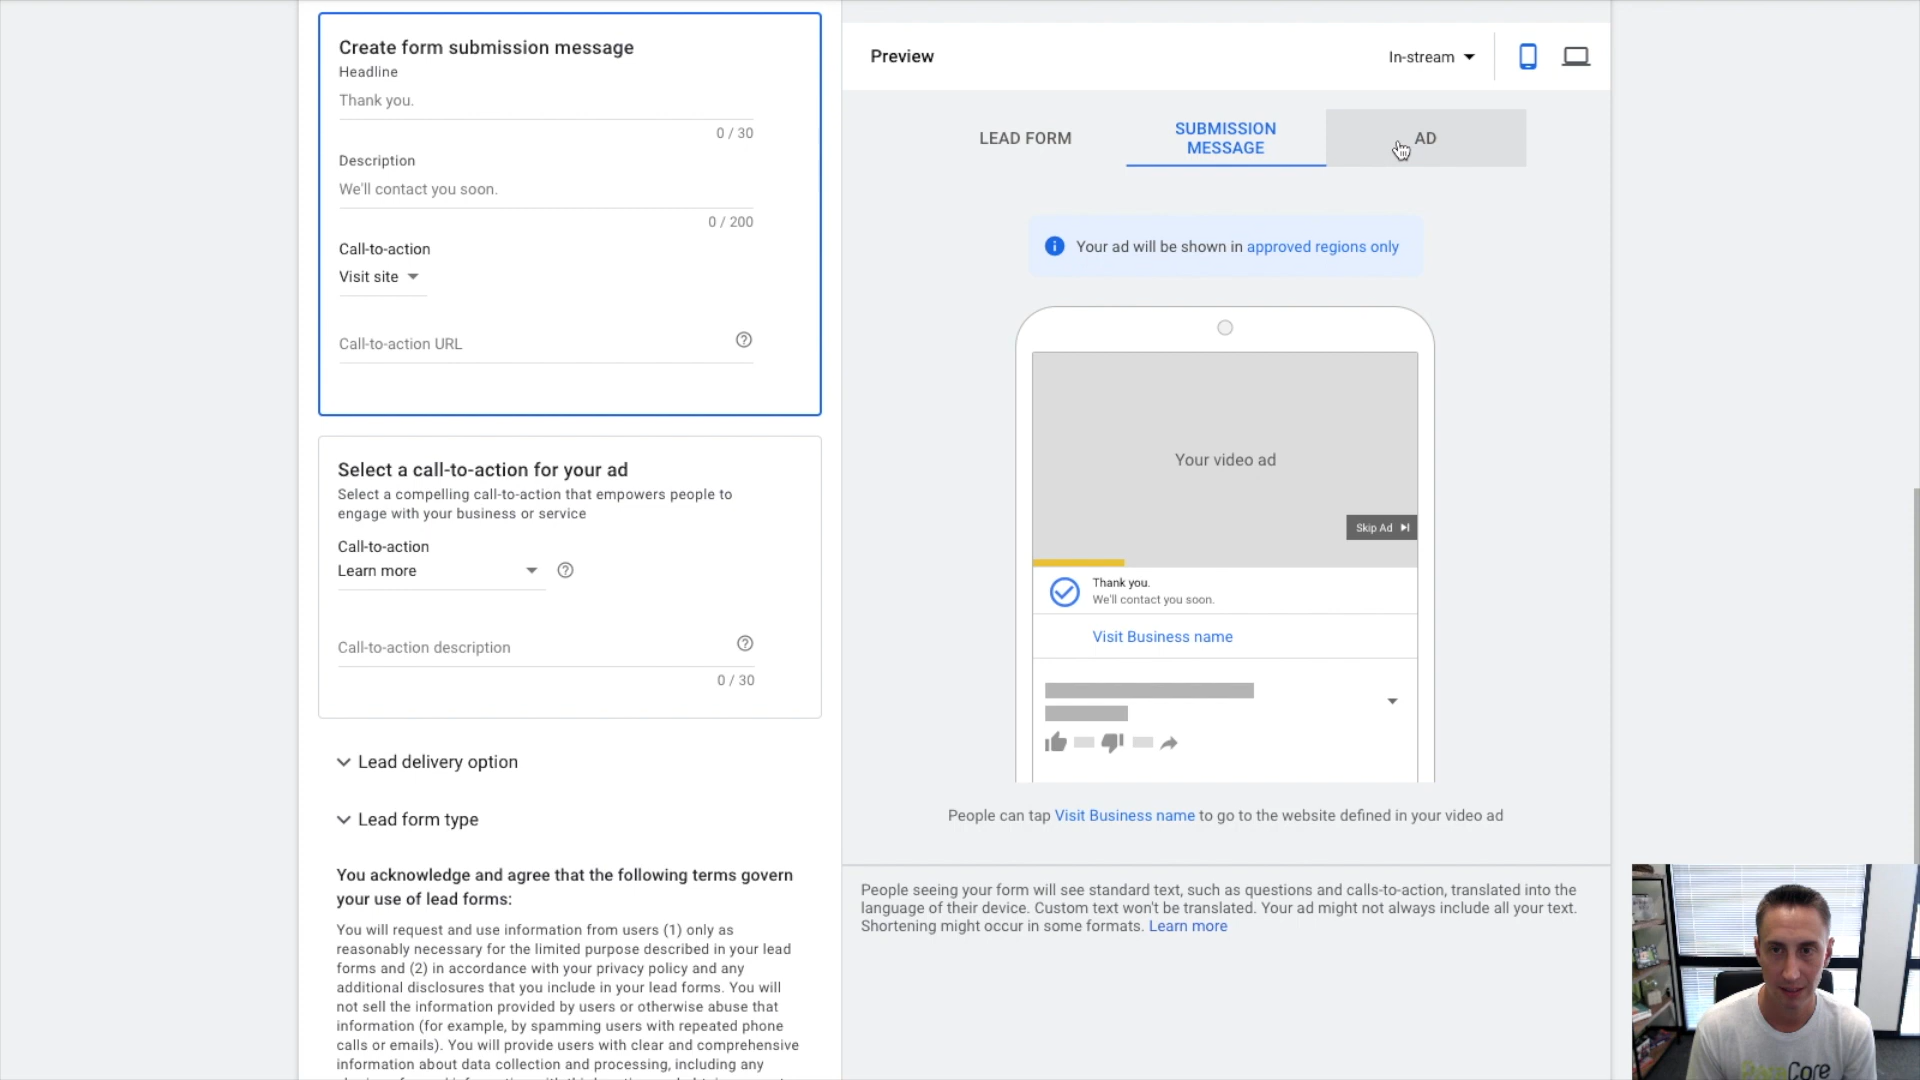 Create form submission message
Headline
Thank you.
0 / 30
Description
We'll contact you soon.
0 / 200
Call-to-action
Visit site
Call-to-action URL
Select a call-to-action for your ad
Select a compelling call-to-action that empowers people to
engage with your business or service
Call-to-action
Learn more
Call-to-action description
0 / 30
Lead delivery option
Lead form type
You acknowledge and agree that the following terms govern
your use of lead forms:
You will request and use information from users (1) only as
reasonably necessary for the limited purpose described in your lead
forms and (2) in accordance with your privacy policy and any
additional disclosures that you include in your lead forms. You will
not sell the information provided by users or otherwise abuse that
information (for example, by spamming users with repeated phone
calls or emails). You will provide users with clear and comprehensive
information about data collection and processing, including any
Preview
In-stream
LEAD FORM
SUBMISSION
MESSAGE
AD
Your ad will be shown in approved regions only
Your video ad
Skip Ad
Thank you.
We'll contact you soon.
Visit Business name
People can tap Visit Business name to go to the website defined in your video ad
People seeing your form will see standard text, such as questions and calls-to-action, translated into the
language of their device. Custom text won't be translated. Your ad might not always include all your text.
Shortening might occur in some formats. Learn more